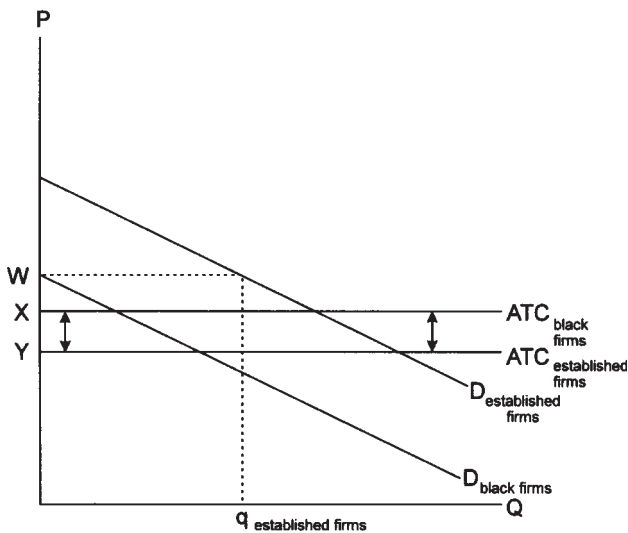 P
W
X
Y
ATC black firms
ATC established firms
D established firms
D black firms
Q
q established firms